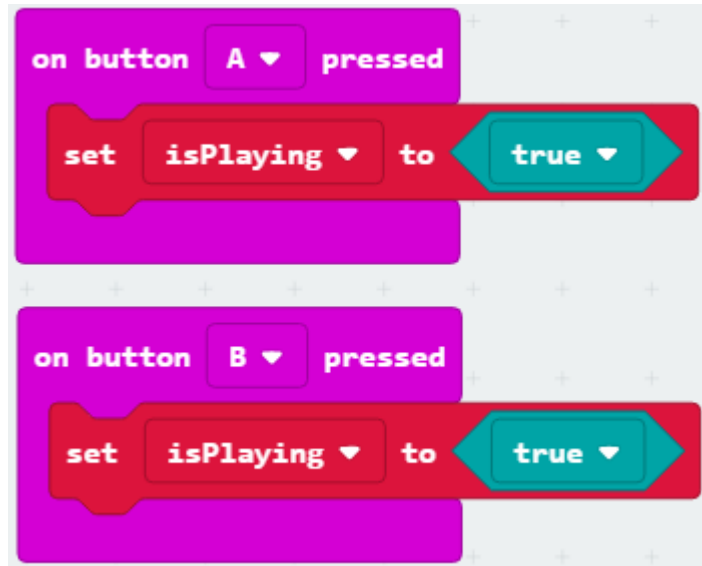 on button A pressed
set isPlaying to true
on button B pressed
set isPlaying to true